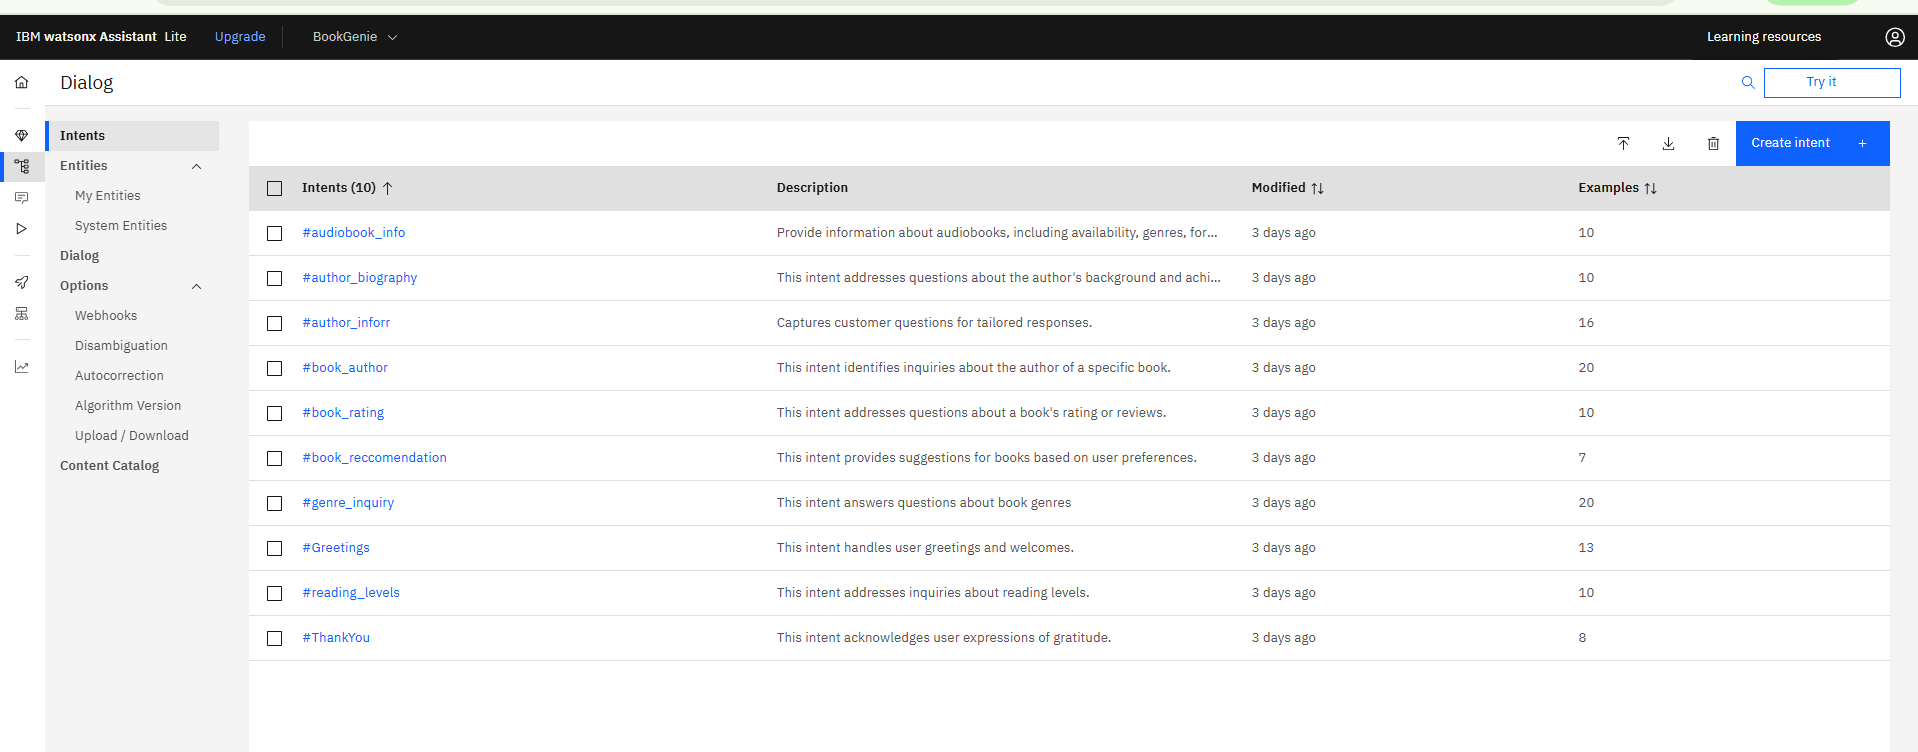 IBM watsonx Assistant Lite Upgrade BookGenie Learning resources
Dialog Try it
Intents
Entities
My Entities
System Entities
Dialog
Options
Webhooks
Disambiguation
Autocorrection
Algorithm Version
Upload / Download
Content Catalog
Create intent +
Intents (10) Description Modified Examples
#audiobook_info Provide information about audiobooks, including availability, genres, for... 3 days ago 10
#author_biography This intent addresses questions about the author's background and achi... 3 days ago 10
#author_inforr Captures customer questions for tailored responses. 3 days ago 16
#book_author This intent identifies inquiries about the author of a specific book. 3 days ago 20
#book_rating This intent addresses questions about a book's rating or reviews. 3 days ago 10
#book_reccomendation This intent provides suggestions for books based on user preferences. 3 days ago 7
#genre_inquiry This intent answers questions about book genres 3 days ago 20
#Greetings This intent handles user greetings and welcomes. 3 days ago 13
#reading_levels This intent addresses inquiries about reading levels. 3 days ago 10
#ThankYou This intent acknowledges user expressions of gratitude. 3 days ago 8